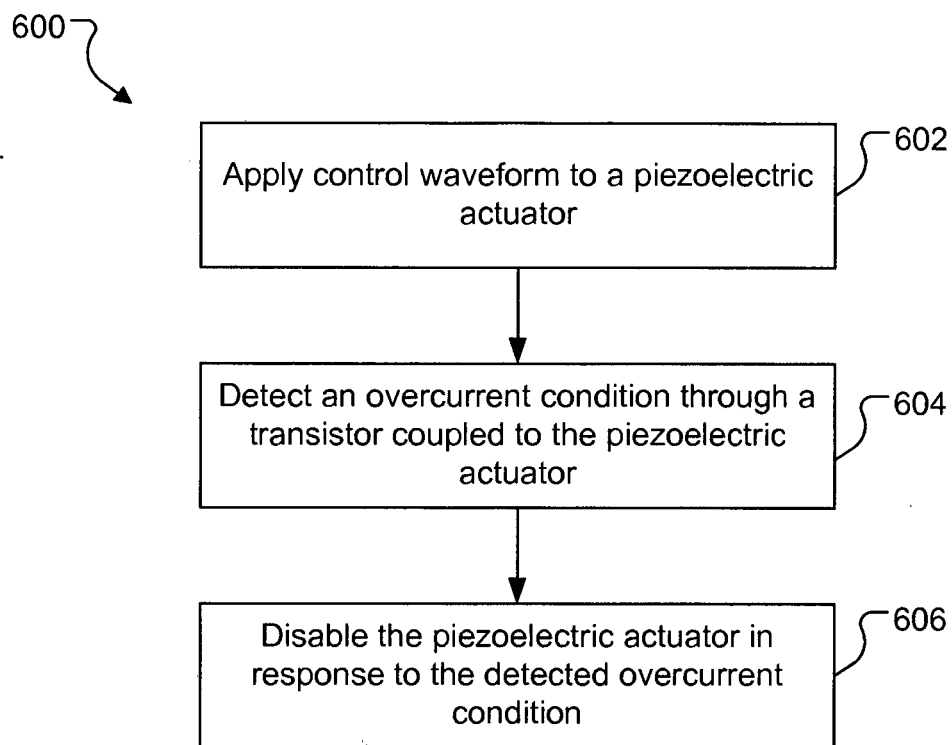 600
602
Apply control waveform to a piezoelectric
actuator
Detect an overcurrent condition through a
transistor coupled to the piezoelectric
actuator
604
Disable the piezoelectric actuator in
response to the detected overcurrent
condition
606